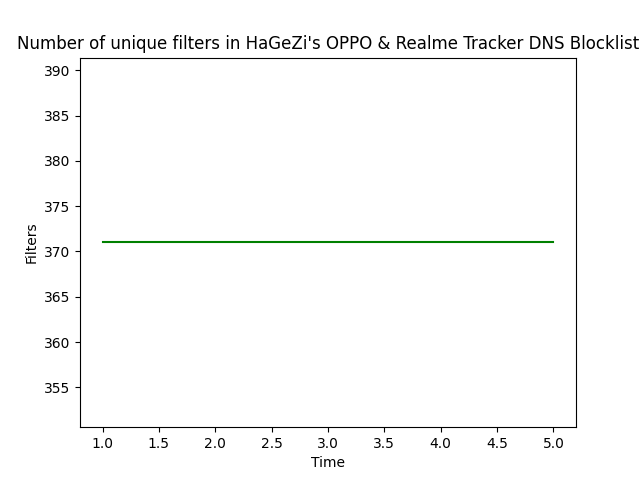 Number of unique filters in HaGeZi's OPPO & Realme Tracker DNS Blocklist
390
385
380
375
370
365
360
355
Filters
1.0 1.5 2.0 2.5 3.0 3.5 4.0 4.5 5.0
Time